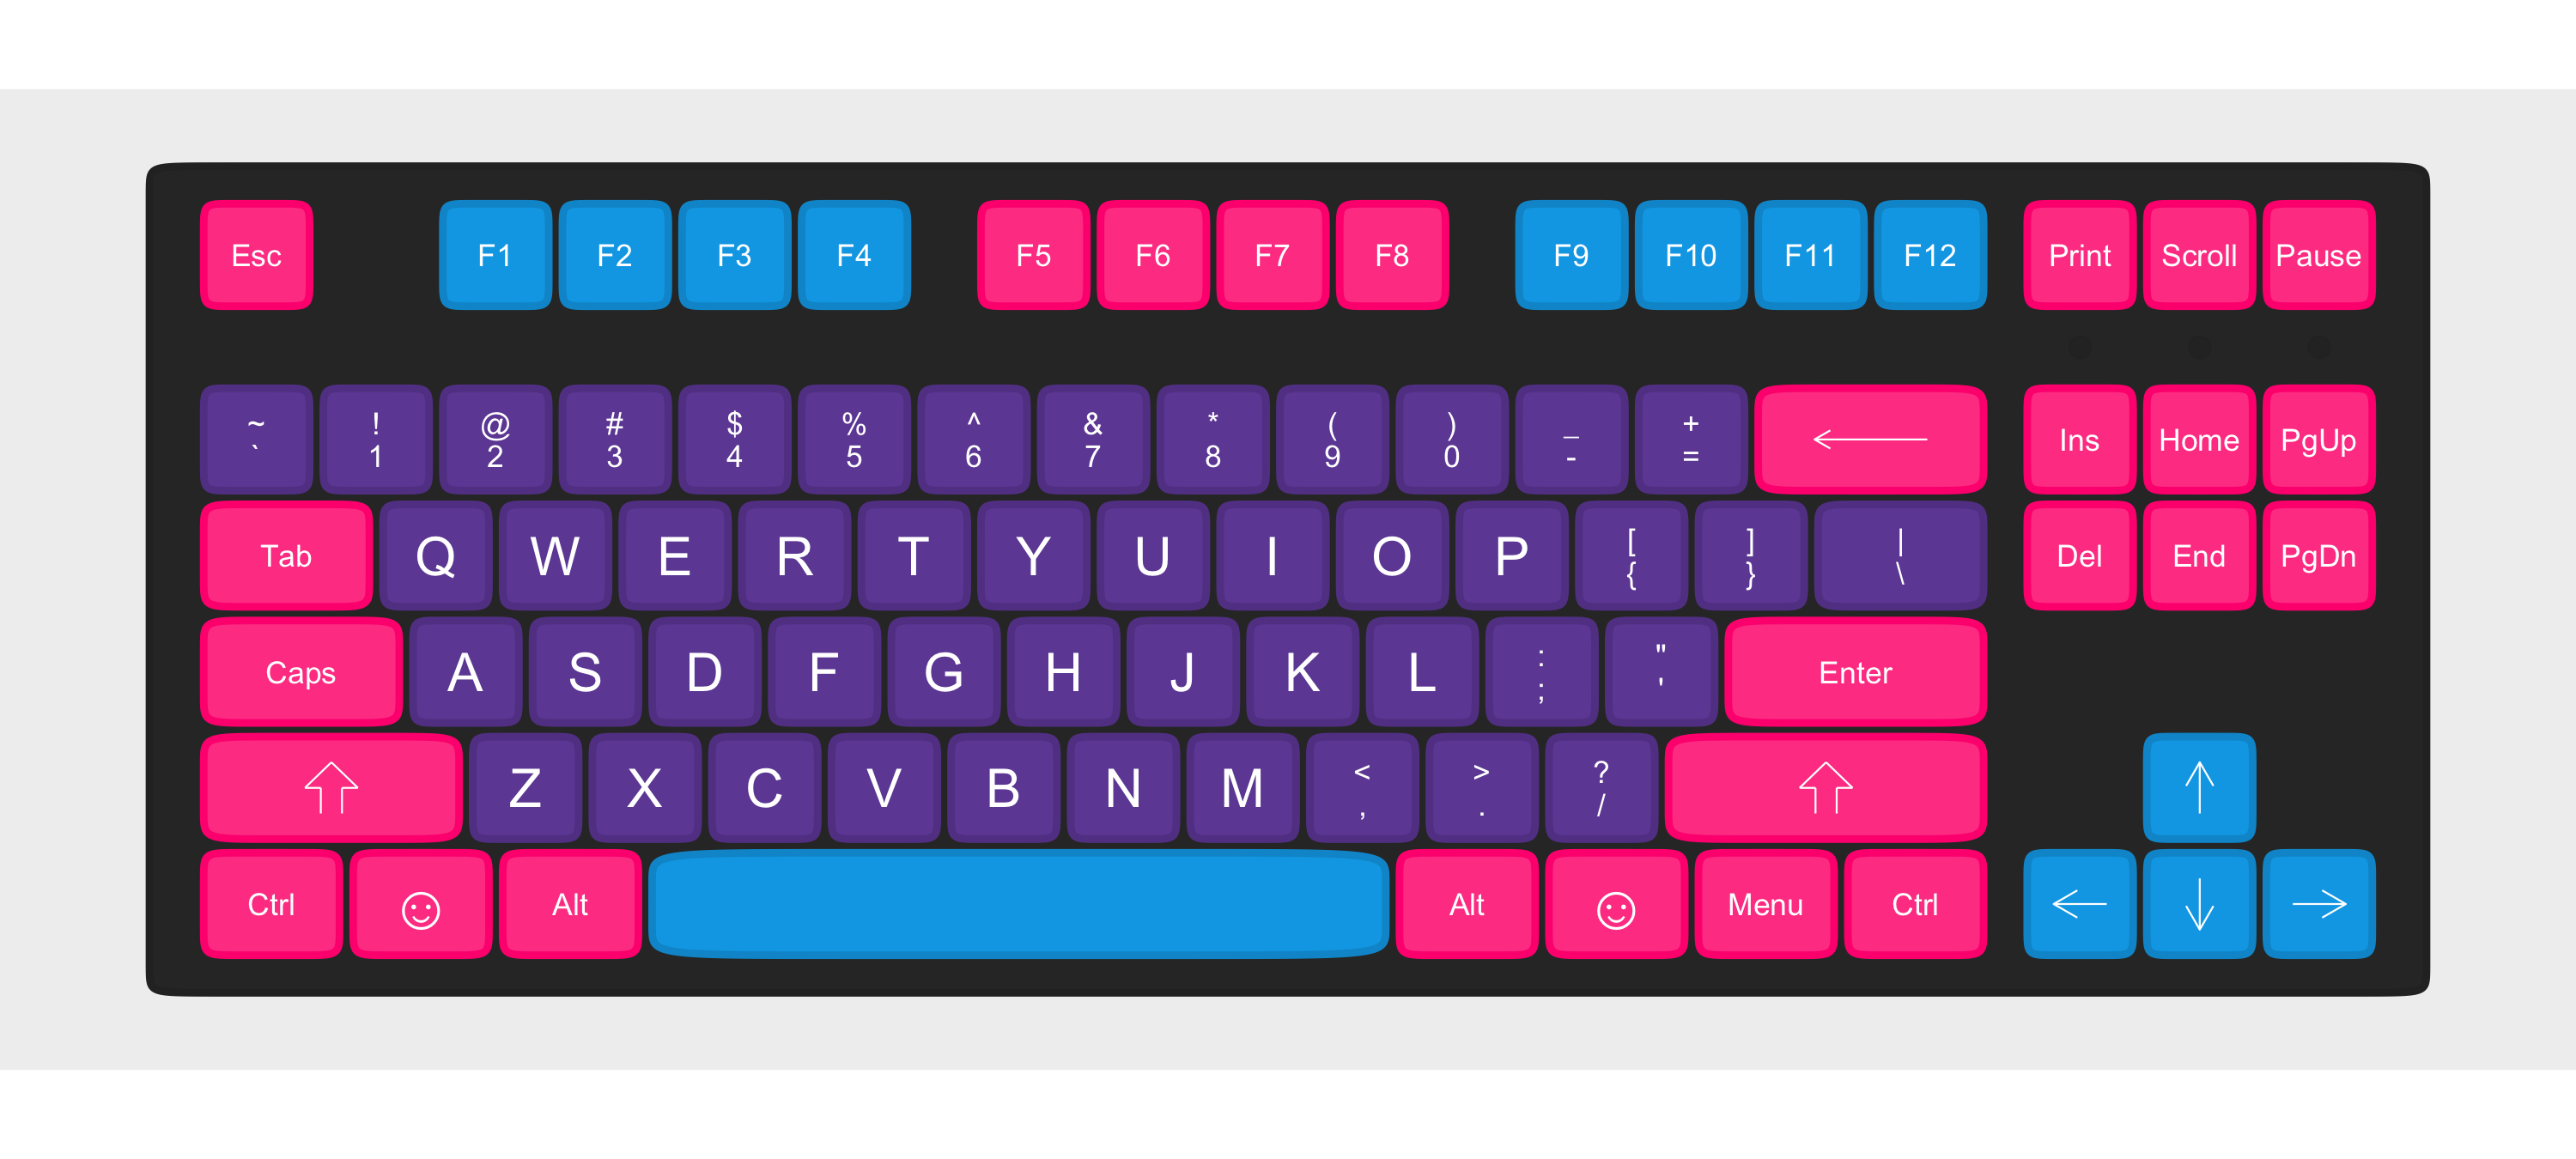 Esc F1 F2 F3 F4 F5 F6 F7 F8 F9 F10 F11 F12 Print Scroll Pause
~ ! @ # $ % ^ & * ( ) _ +
` 1 2 3 4 5 6 7 8 9 0 - = ← Ins Home PgUp
Tab Q W E R T Y U I O P [ ] | Del End PgDn
{ } \
Caps A S D F G H J K L : " Enter
; '
⇧ Z X C V B N M < > ? ⇧ ↑
, . /
Ctrl ☺ Alt Alt ☺ Menu Ctrl ← ↓ →